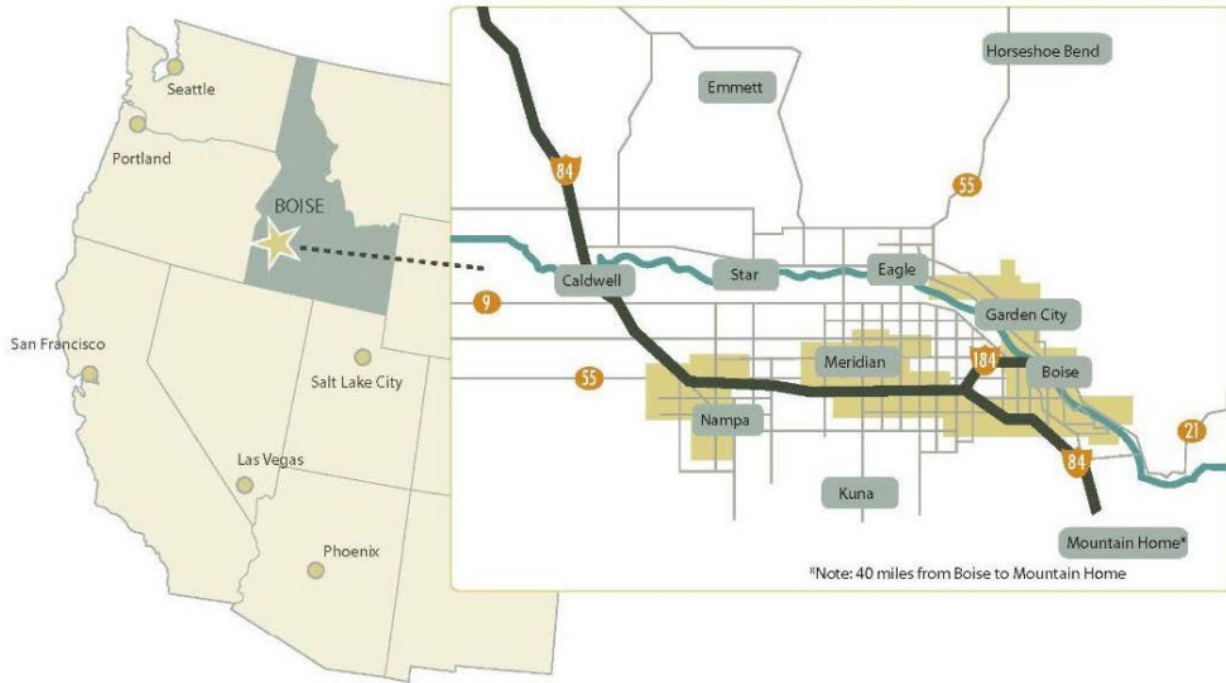 Seattle
Portland
BOISE
San Francisco
Salt Lake City
Las Vegas
Phoenix
Horseshoe Bend
Emmett
84
55
Caldwell
Star
Eagle
9
Garden City
Meridian
184
Boise
55
Nampa
21
84
Kuna
Mountain Home*
*Note: 40 miles from Boise to Mountain Home